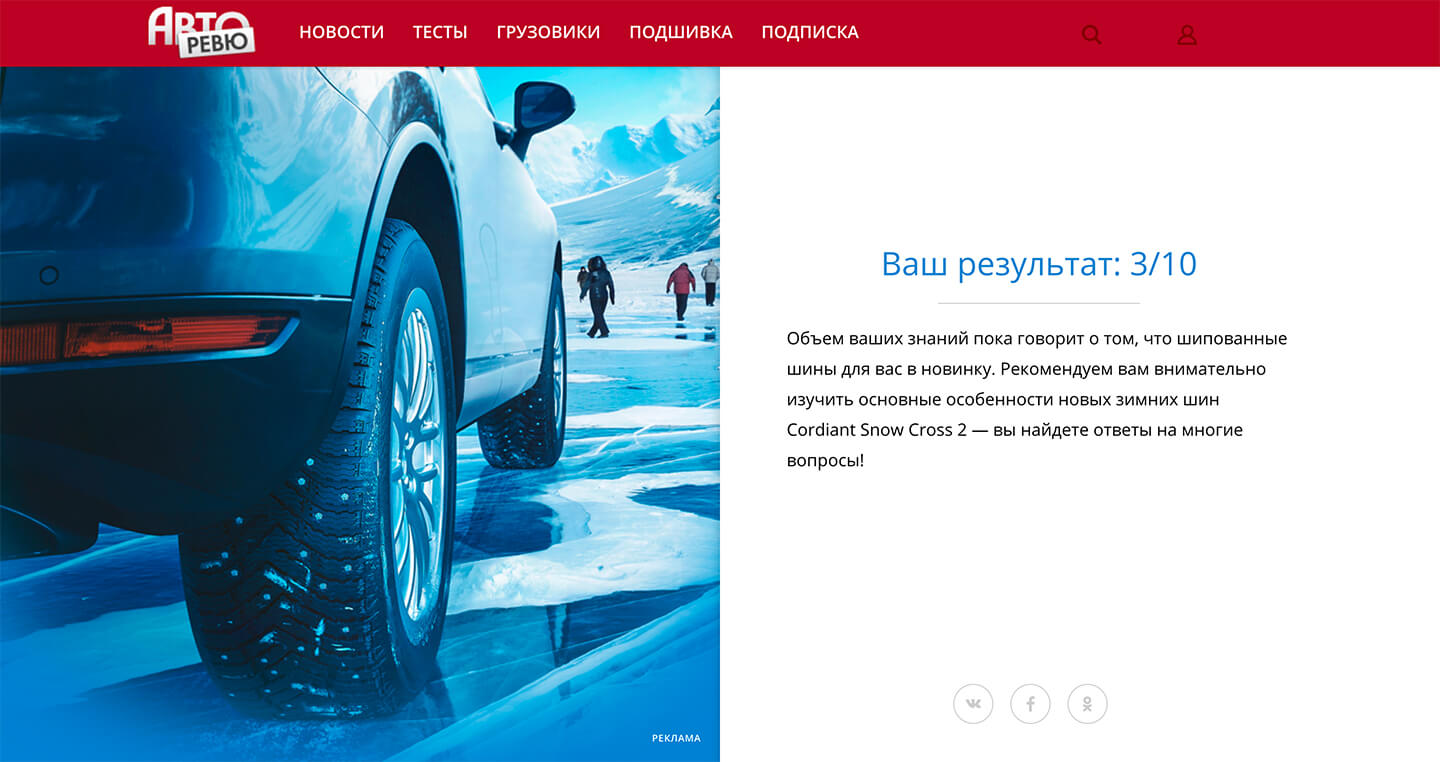 АВТО
РЕВЮ
НОВОСТИ ТЕСТЫ ГРУЗОВИКИ ПОДШИВКА ПОДПИСКА
Ваш результат: 3/10
Объем ваших знаний пока говорит о том, что шипованные
шины для вас в новинку. Рекомендуем вам внимательно
изучить основные особенности новых зимних шин
Cordiant Snow Cross 2 — вы найдете ответы на многие
вопросы!
РЕКЛАМА